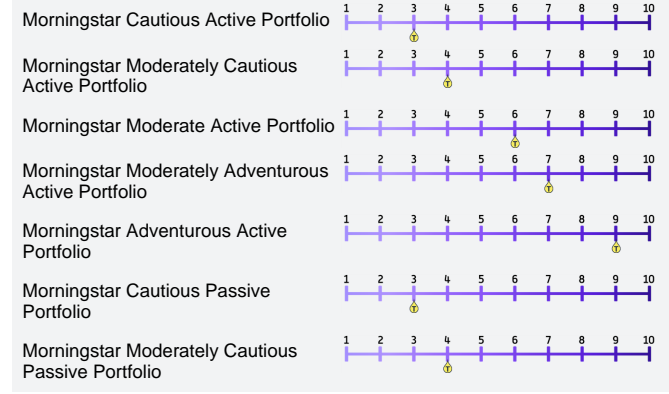 1 2 3 4 5 6 7 8 9 10
Morningstar Cautious Active Portfolio
T
1 2 3 4 5 6 7 8 9 10
Morningstar Moderately Cautious
Active Portfolio
T
1 2 3 4 5 6 7 8 9 10
Morningstar Moderate Active Portfolio
T
1 2 3 4 5 6 7 8 9 10
Morningstar Moderately Adventurous
Active Portfolio
T
1 2 3 4 5 6 7 8 9 10
Morningstar Adventurous Active
Portfolio
T
1 2 3 4 5 6 7 8 9 10
Morningstar Cautious Passive
Portfolio
T
1 2 3 4 5 6 7 8 9 10
Morningstar Moderately Cautious
Passive Portfolio
T